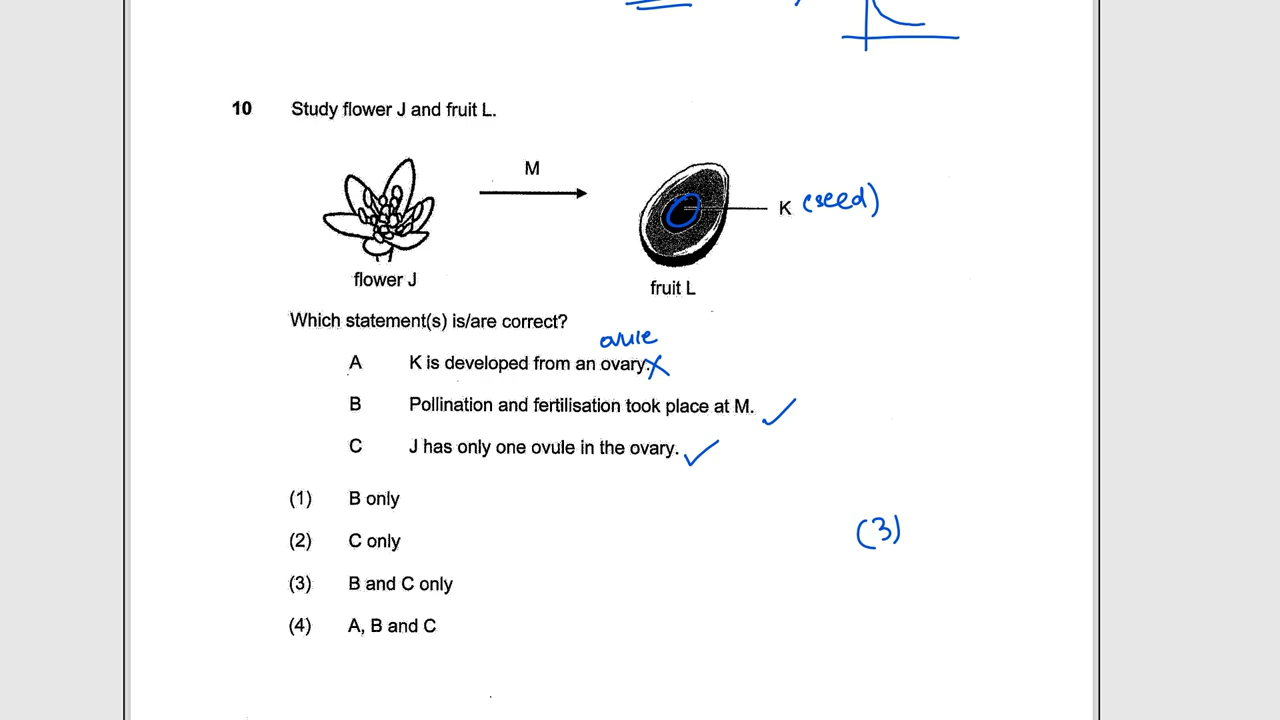 10 Study flower J and fruit L.
M
K (seed)
flower J
fruit L
Which statement(s) is/are correct?
ovule
A K is developed from an ovary.
B Pollination and fertilisation took place at M.
C J has only one ovule in the ovary.
(1) B only
(2) C only
(3)
(3) B and C only
(4) A, B and C